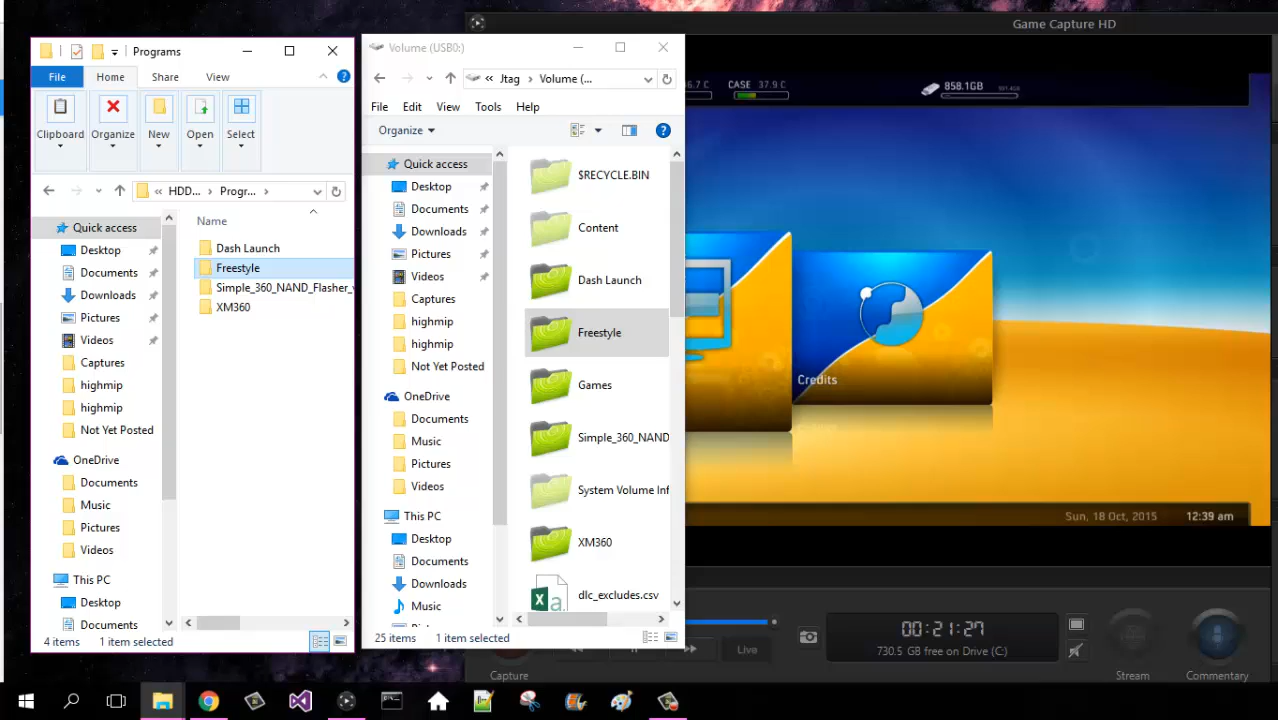 Programs
File
Home
Share
View
Clipboard
Organize
New
Open
Select
« HDD... › Progr... ›
Name
Quick access
Desktop
Documents
Downloads
Pictures
Videos
Captures
highmip
highmip
Not Yet Posted
OneDrive
Documents
Music
Pictures
Videos
This PC
Desktop
Documents
Dash Launch
Freestyle
Simple_360_NAND_Flasher_
XM360
4 items
1 item selected
Volume (USB0:)
« Jtag › Volume (...
File
Edit
View
Tools
Help
Organize
Quick access
Desktop
Documents
Downloads
Pictures
Videos
Captures
highmip
highmip
Not Yet Posted
OneDrive
Documents
Music
Pictures
Videos
This PC
Desktop
Documents
Downloads
Music
$RECYCLE.BIN
Content
Dash Launch
Freestyle
Games
Simple_360_NAND
System Volume Inf
XM360
dlc_excludes.csv
25 items
1 item selected
Game Capture HD
CASE 37.9 C
858.1GB
Credits
Sun, 18 Oct, 2015
12:39 am
Live
00:21:27
730.5 GB free on Drive (C:)
Capture
Stream
Commentary